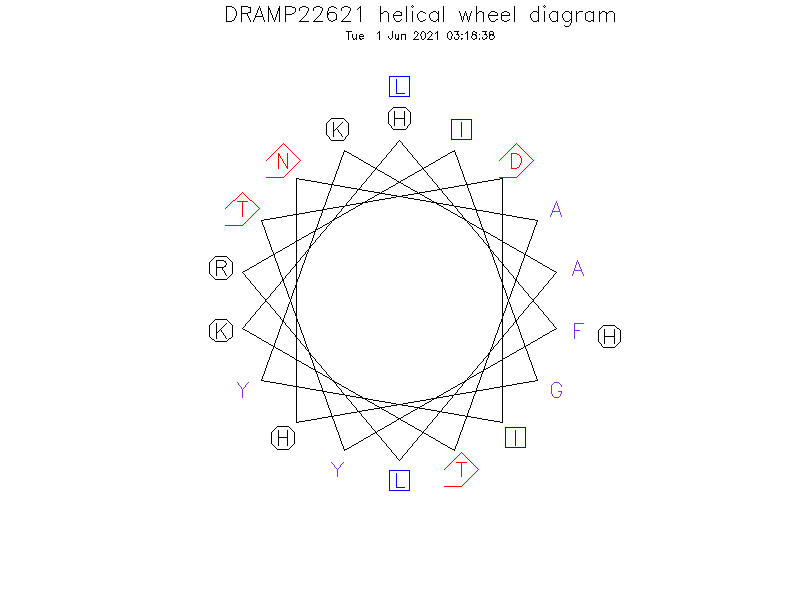 DRAMP22621 helical wheel diagram
Tue 1 Jun 2021 03:18:38
L
K H I
N D
T A
R A
K F H
Y G
H I
Y L T